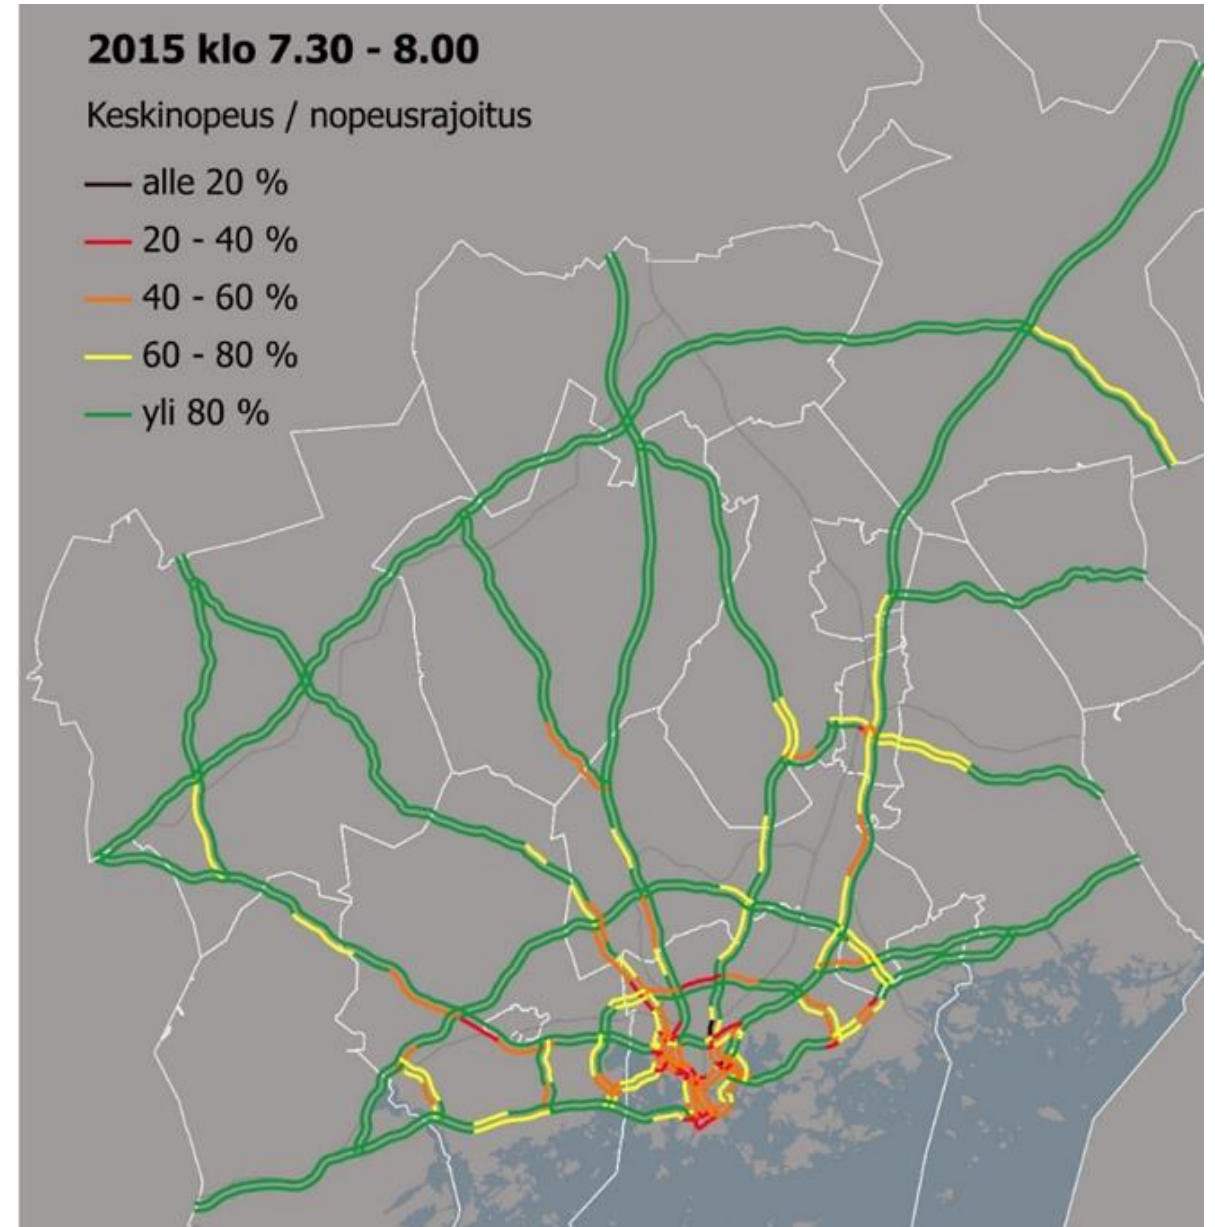 2015 klo 7.30 - 8.00
Keskinopeus / nopeusrajoitus
alle 20 %
20 - 40 %
40 - 60 %
60 - 80 %
yli 80 %